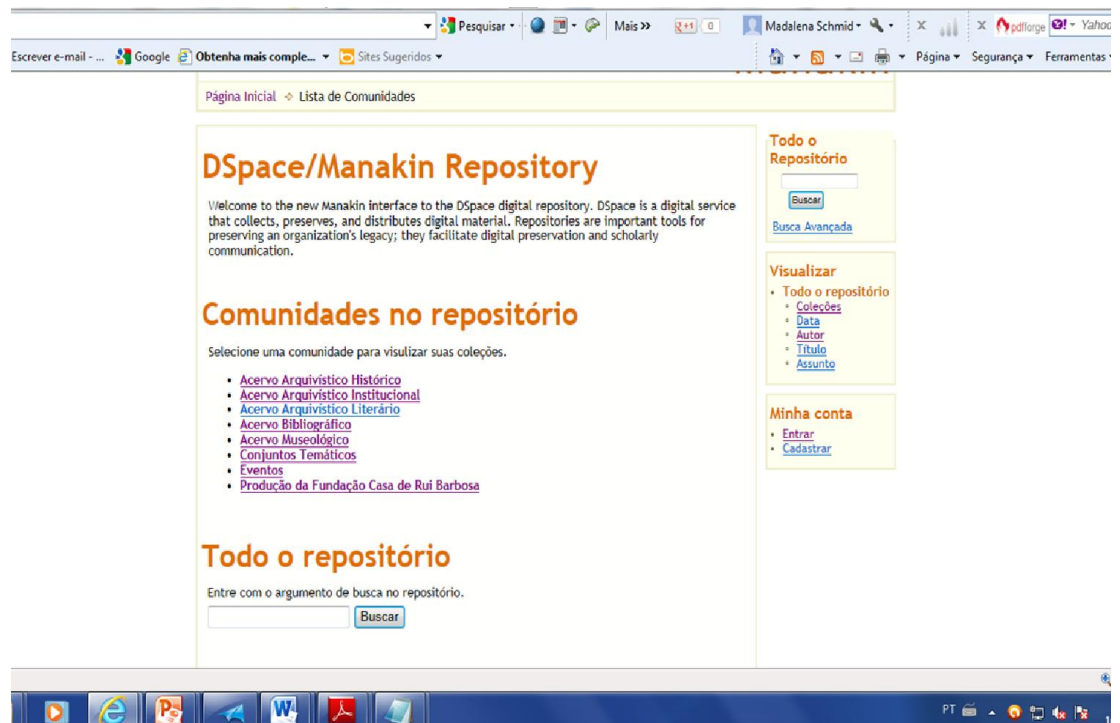 Pesquisar
Mais »
+1 0
Madalena Schmid
X
X
pdfforge
Yahoo
Escrever e-mail - ...
Google
Obtenha mais comple...
Sites Sugeridos
Página
Segurança
Ferramentas
Página Inicial
Lista de Comunidades
DSpace/Manakin Repository
Welcome to the new Manakin interface to the DSpace digital repository. DSpace is a digital service
that collects, preserves, and distributes digital material. Repositories are important tools for
preserving an organization's legacy; they facilitate digital preservation and scholarly
communication.
Comunidades no repositório
Selecione uma comunidade para visulizar suas coleções.
Acervo Arquivístico Histórico
Acervo Arquivístico Institucional
Acervo Arquivístico Literário
Acervo Bibliográfico
Acervo Museológico
Conjuntos Temáticos
Eventos
Produção da Fundação Casa de Rui Barbosa
Todo o repositório
Entre com o argumento de busca no repositório.
Buscar
Todo o
Repositório
Buscar
Busca Avançada
Visualizar
Todo o repositório
Coleções
Data
Autor
Título
Assunto
Minha conta
Entrar
Cadastrar
PT